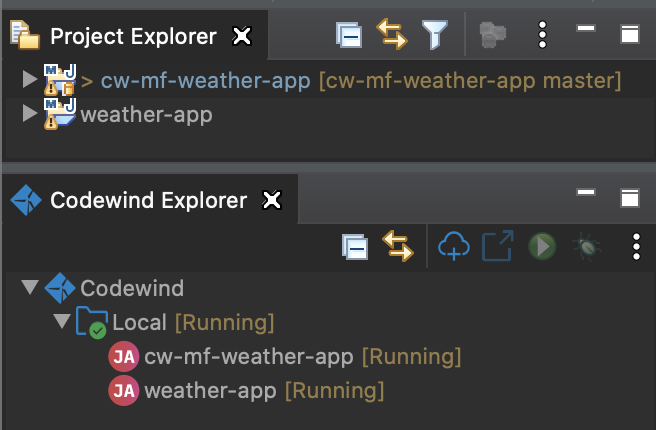 Project Explorer
> cw-mf-weather-app [cw-mf-weather-app master]
weather-app
Codewind Explorer
Codewind
Local [Running]
JA cw-mf-weather-app [Running]
JA weather-app [Running]